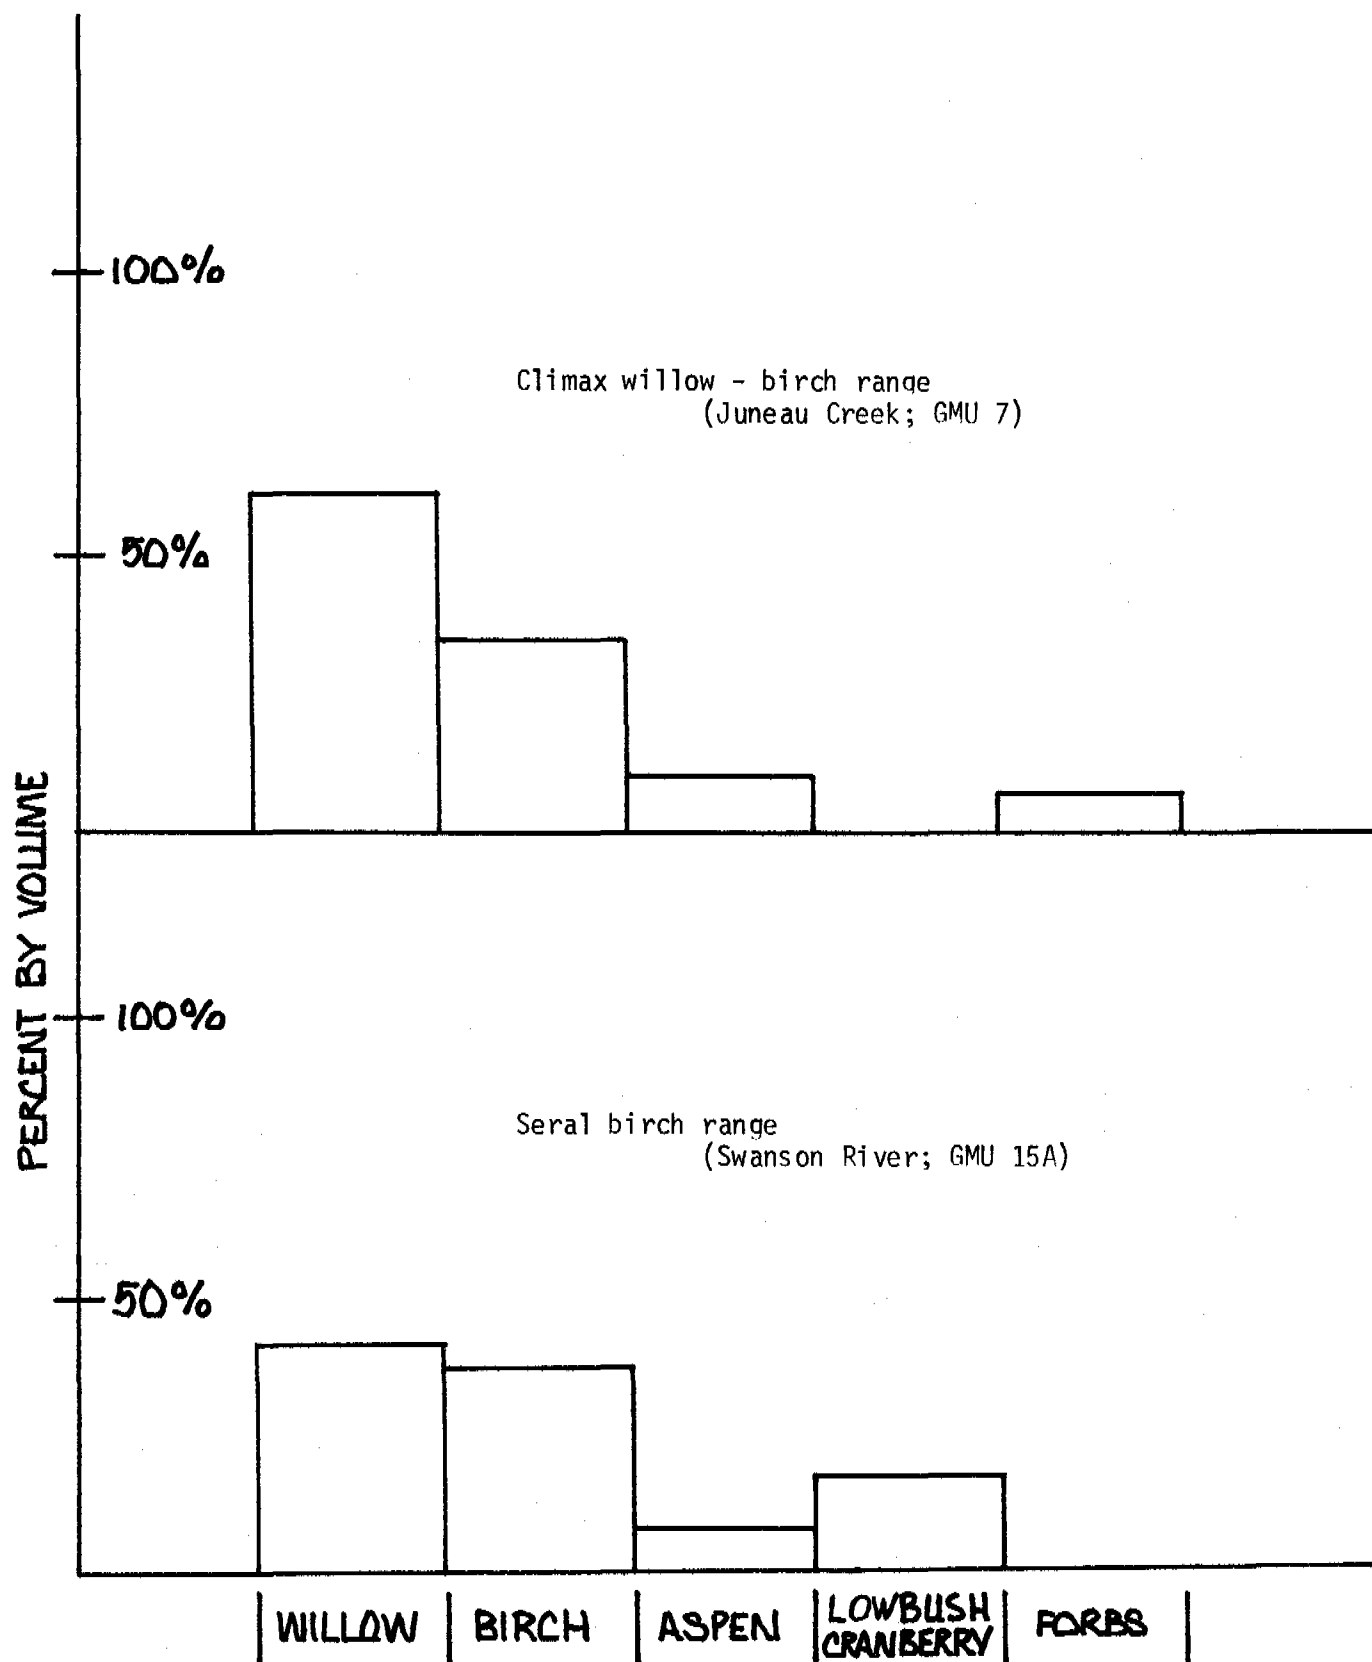 100%
Climax willow - birch range
(Juneau Creek; GMU 7)
50%
PERCENT BY VOLUME
100%
Seral birch range
(Swanson River; GMU 15A)
50%
WILLOW
BIRCH
ASPEN
LOWBUSH
CRANBERRY
FORBS